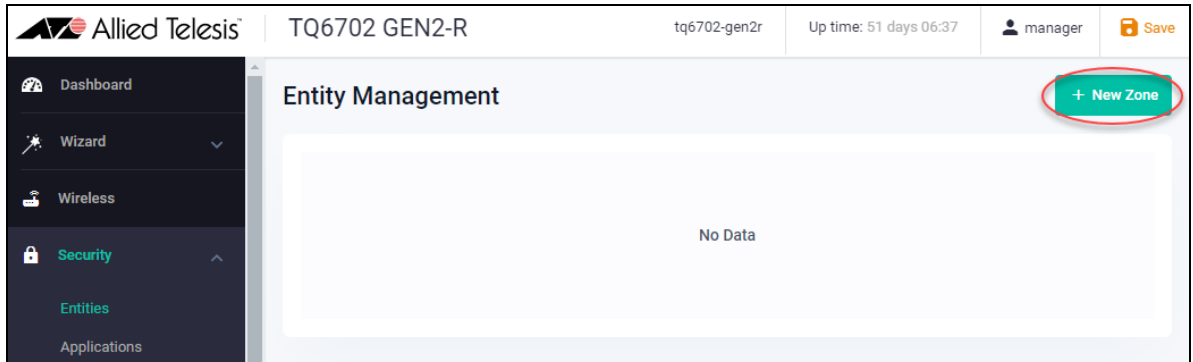 Allied Telesis TQ6702 GEN2-R tq6702-gen2r Up time: 51 days 06:37 manager Save
Dashboard
Entity Management
+ New Zone
Wizard
Wireless
No Data
Security
Entities
Applications